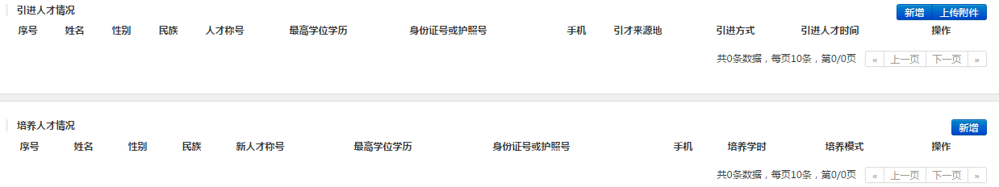 引进人才情况 新增 上传附件
序号 姓名 性别 民族 人才称号 最高学位学历 身份证号或护照号 手机 引才来源地 引进方式 引进人才时间 操作
共0条数据，每页10条，第0/0页 « 上一页 下一页 »
培养人才情况 新增
序号 姓名 性别 民族 新人才称号 最高学位学历 身份证号或护照号 手机 培养学时 培养模式 操作
共0条数据，每页10条，第0/0页 « 上一页 下一页 »